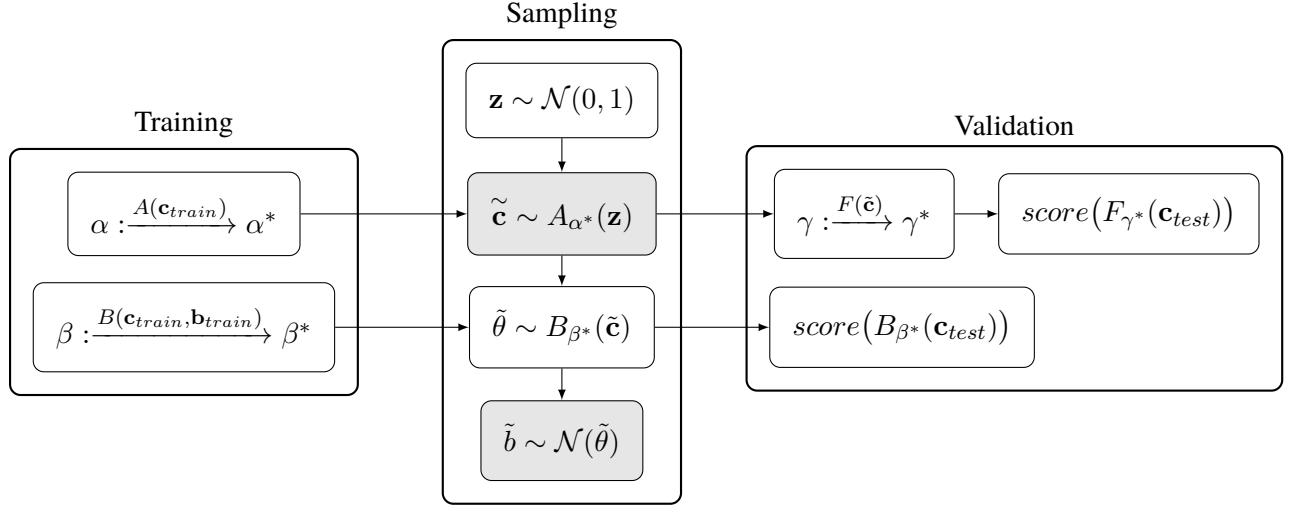 Training
α : —A(𝐜_train)→ α*
β : —B(𝐜_train,𝐛_train)→ β*
Sampling
𝐳 ∼ 𝒩(0, 1)
𝐜̃̃ ∼ A_α*(𝐳)
θ̃ ∼ B_β*(𝐜̃)
b̃ ∼ 𝒩(θ̃)
Validation
γ : —F(𝐜̃)→ γ*
score(F_γ*(𝐜_test))
score(B_β*(𝐜_test))